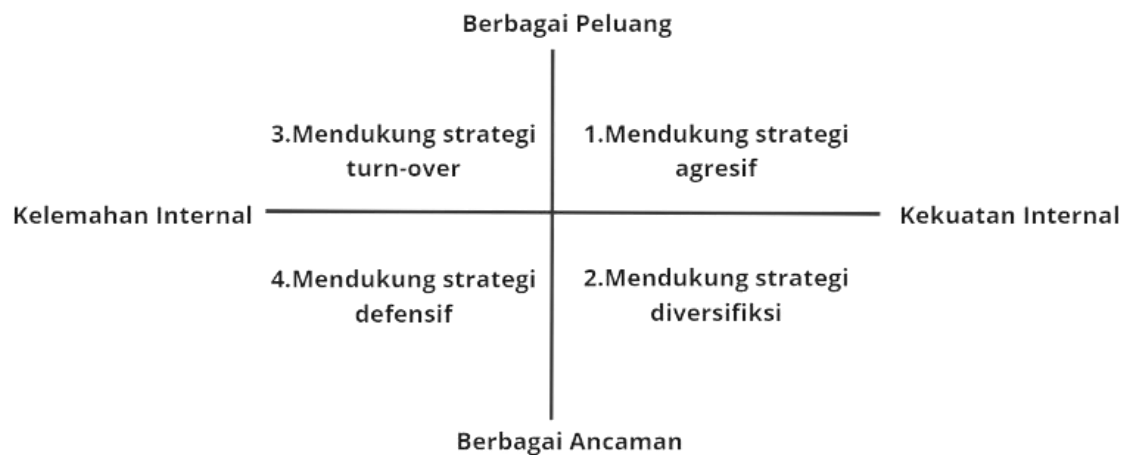 Berbagai Peluang
3.Mendukung strategi
turn-over
1.Mendukung strategi
agresif
Kelemahan Internal
Kekuatan Internal
4.Mendukung strategi
defensif
2.Mendukung strategi
diversifiksi
Berbagai Ancaman